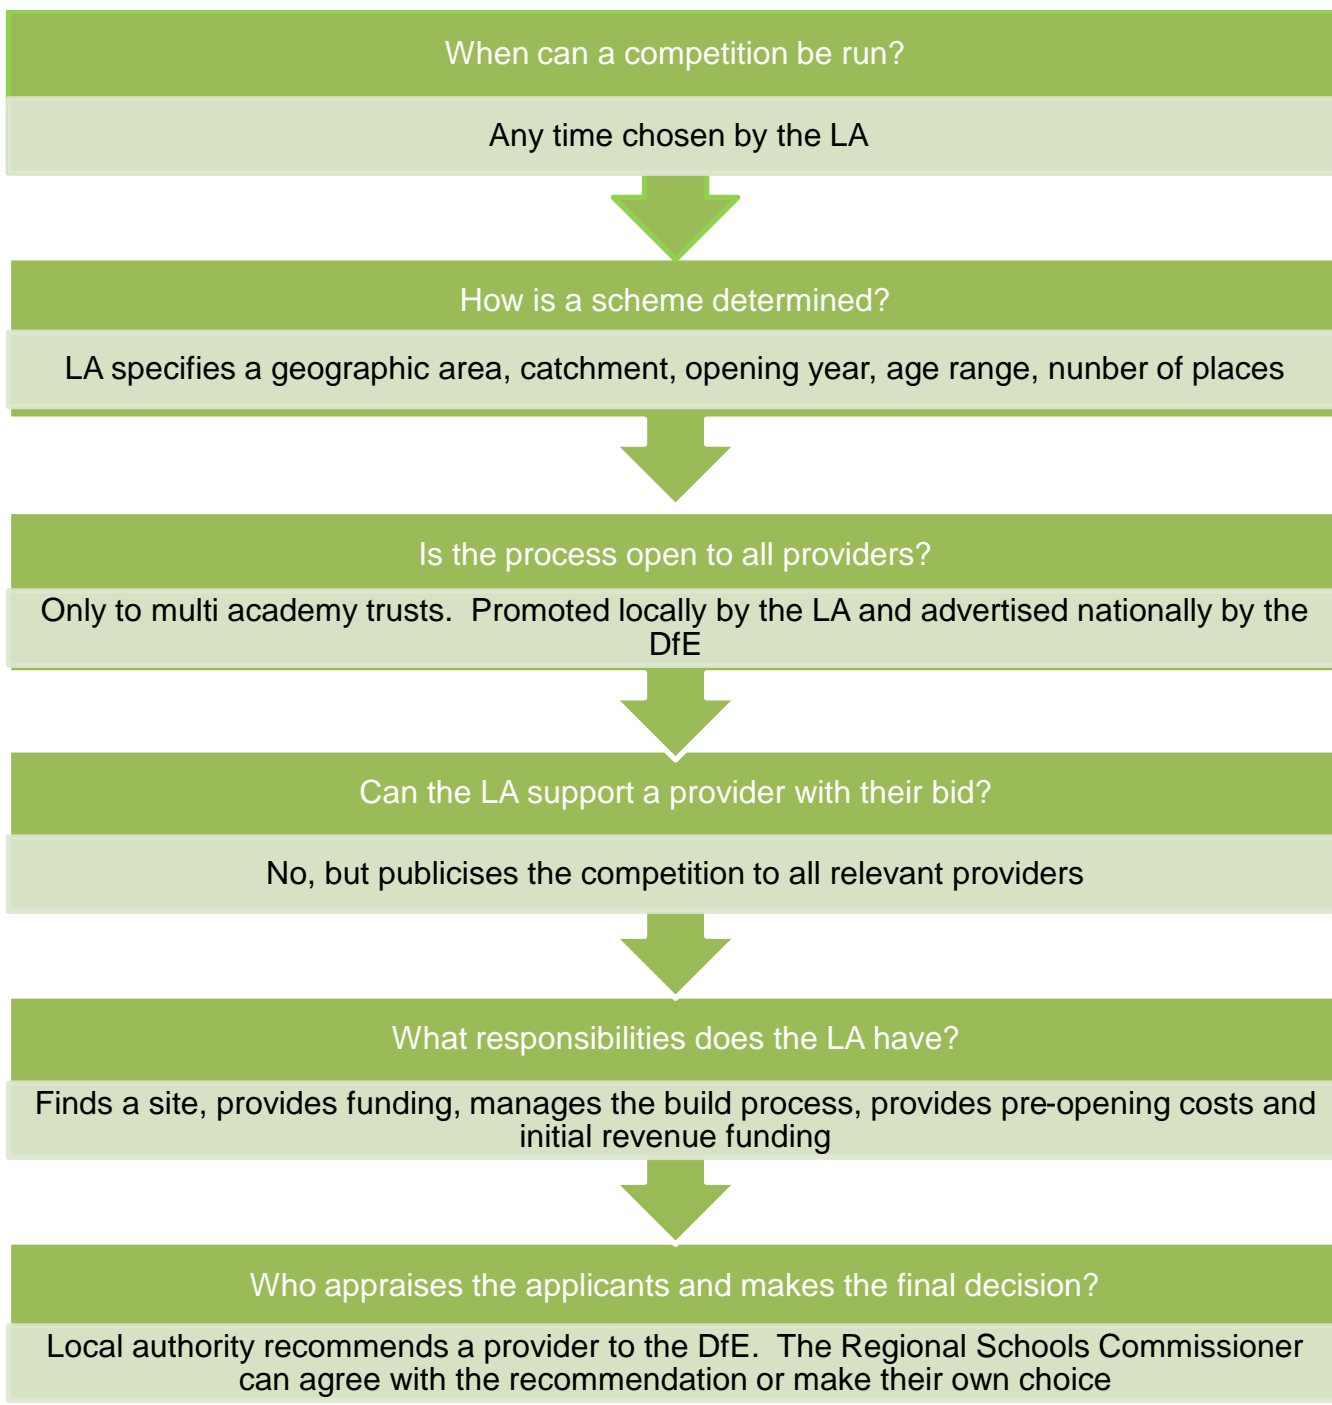 When can a competition be run?
Any time chosen by the LA
How is a scheme determined?
LA specifies a geographic area, catchment, opening year, age range, nunber of places
Is the process open to all providers?
Only to multi academy trusts.  Promoted locally by the LA and advertised nationally by the
DfE
Can the LA support a provider with their bid?
No, but publicises the competition to all relevant providers
What responsibilities does the LA have?
Finds a site, provides funding, manages the build process, provides pre-opening costs and
initial revenue funding
Who appraises the applicants and makes the final decision?
Local authority recommends a provider to the DfE.  The Regional Schools Commissioner
can agree with the recommendation or make their own choice